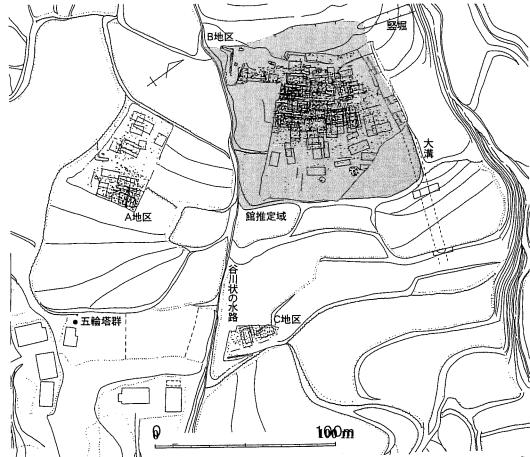 竪堀
B地区
大溝
A地区
館推定域
谷川状の水路
五輪塔群
C地区
0 100m